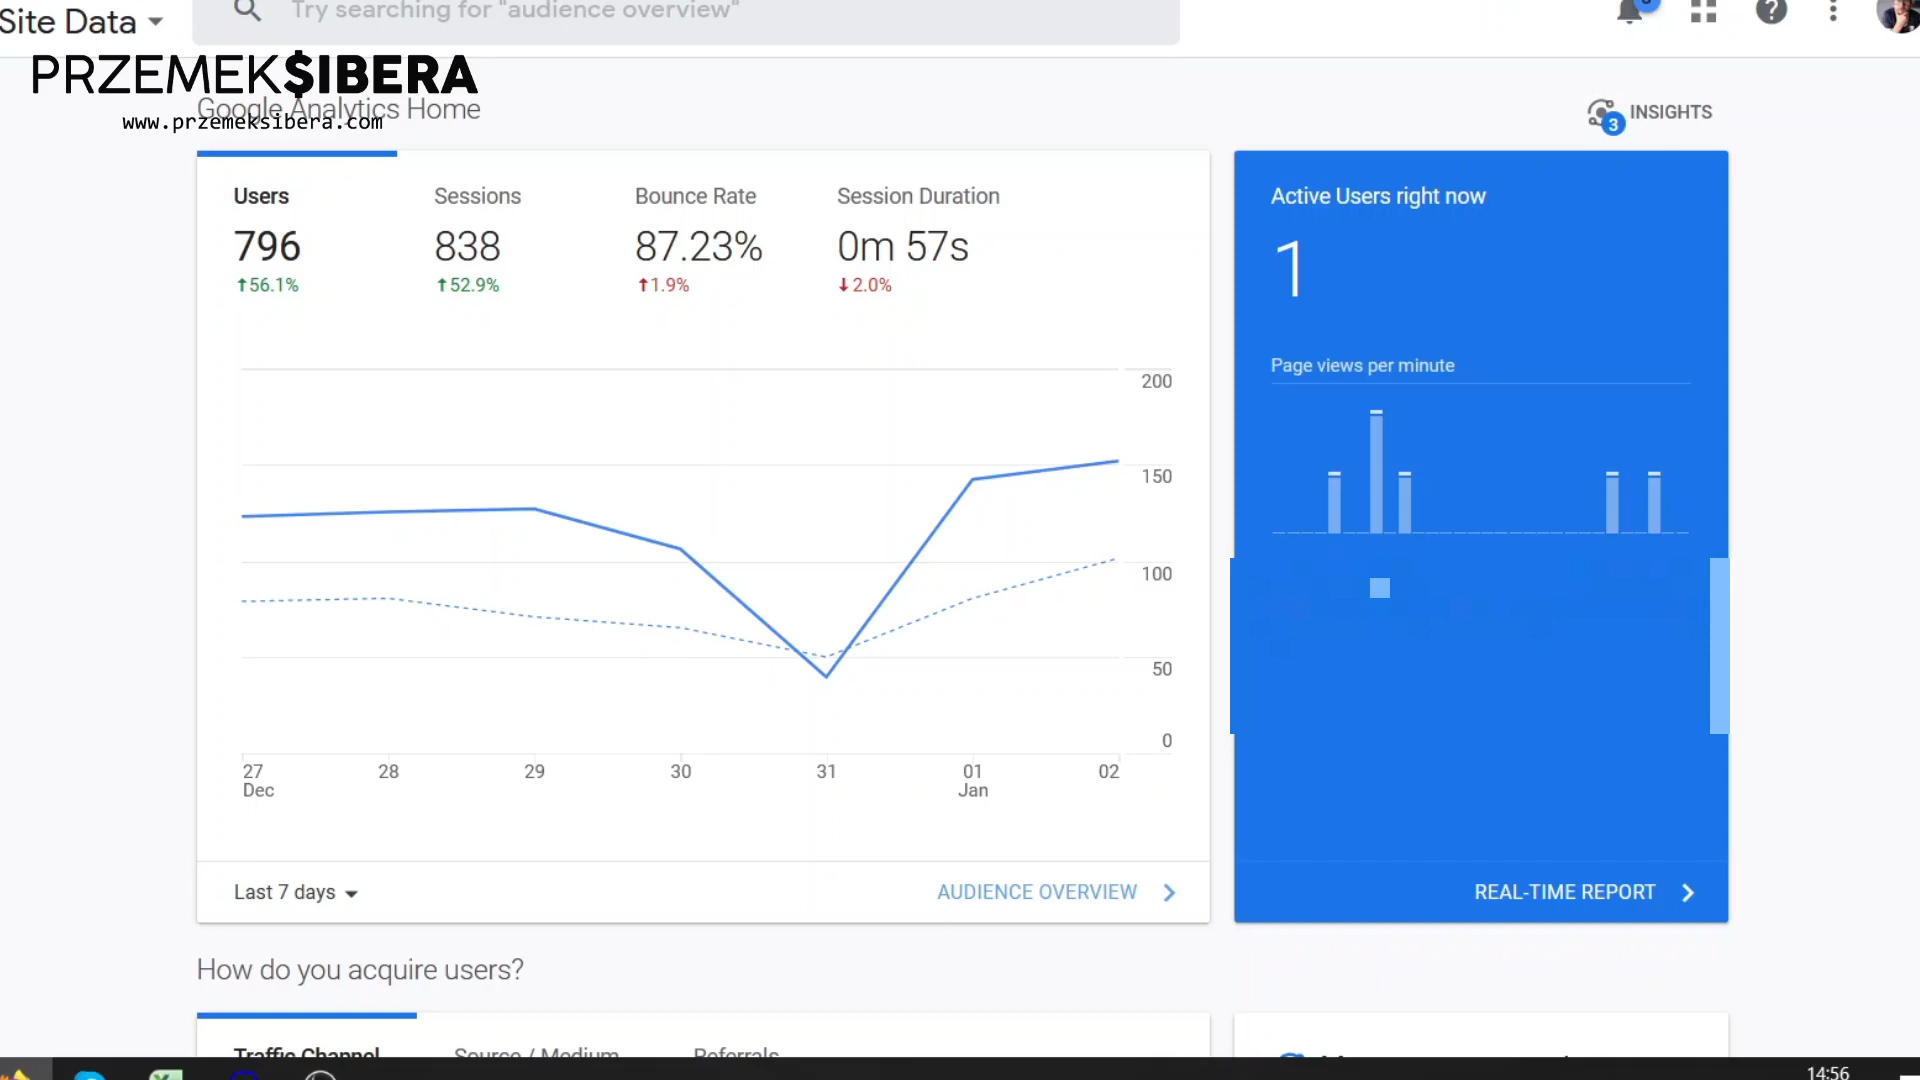 Site Data
Try searching for "audience overview"
PRZEMEK$IBERA
Google Analytics Home
www.przemeksibera.com
3
INSIGHTS
Users
Sessions
Bounce Rate
Session Duration
796
838
87.23%
0m 57s
56.1%
52.9%
1.9%
2.0%
Active Users right now
1
Page views per minute
200
150
100
50
0
27
28
29
30
31
01
02
Dec
Jan
Last 7 days
AUDIENCE OVERVIEW
REAL-TIME REPORT
How do you acquire users?
Traffic Channel
Source / Medium
Referrals
14:56